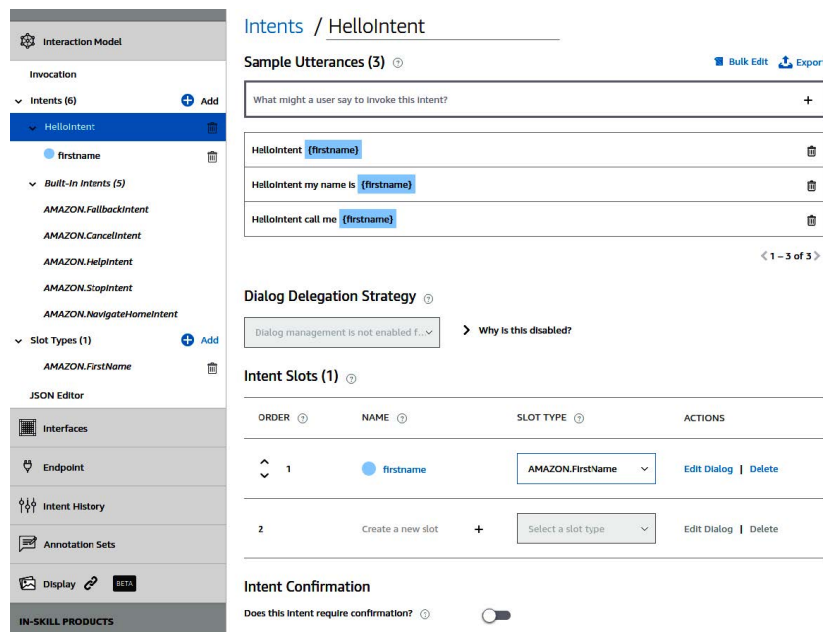 Interaction Model
Invocation
Intents (6) Add
HelloIntent
firstname
Built-In Intents (5)
AMAZON.FallbackIntent
AMAZON.CancelIntent
AMAZON.HelpIntent
AMAZON.StopIntent
AMAZON.NavigateHomeIntent
Slot Types (1) Add
AMAZON.FirstName
JSON Editor
Interfaces
Endpoint
Intent History
Annotation Sets
Display BETA
IN-SKILL PRODUCTS
Intents / HelloIntent
Sample Utterances (3) Bulk Edit Export
What might a user say to invoke this intent?
HelloIntent {firstname}
HelloIntent my name is {firstname}
HelloIntent call me {firstname}
1 – 3 of 3
Dialog Delegation Strategy
Dialog management is not enabled f... Why is this disabled?
Intent Slots (1)
ORDER NAME SLOT TYPE ACTIONS
1 firstname AMAZON.FirstName Edit Dialog | Delete
2 Create a new slot + Select a slot type Edit Dialog | Delete
Intent Confirmation
Does this intent require confirmation?